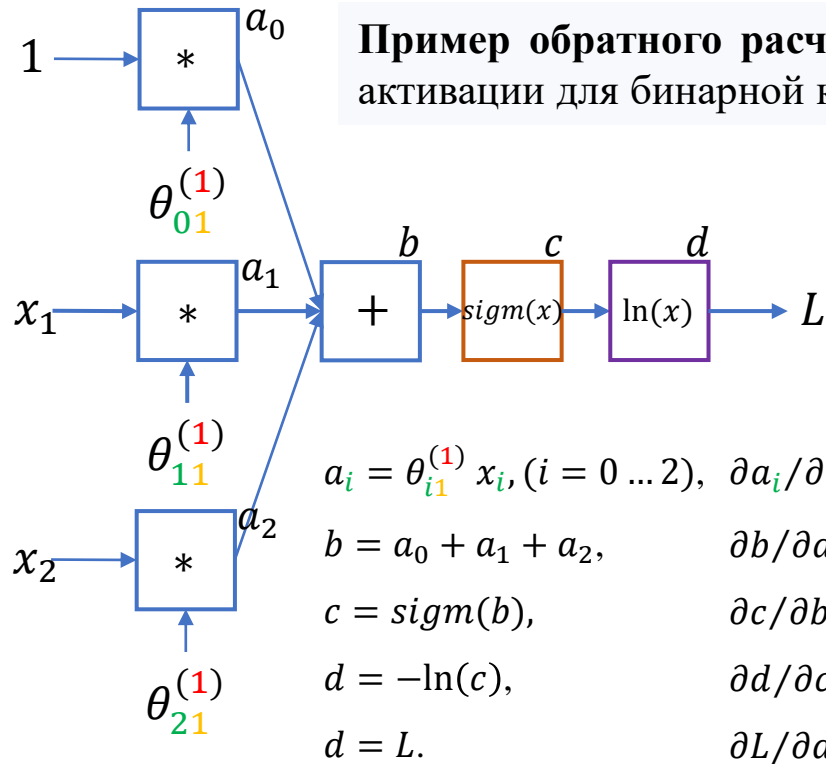 Пример обратного расч
активации для бинарной к
1
*
a₀
θ₀₁⁽¹⁾
x₁
*
a₁
θ₁₁⁽¹⁾
x₂
*
a₂
θ₂₁⁽¹⁾
+
b
sigm(x)
c
ln(x)
d
L
aᵢ = θᵢ₁⁽¹⁾ xᵢ, (i = 0 … 2), ∂aᵢ/∂
b = a₀ + a₁ + a₂, ∂b/∂a
c = sigm(b), ∂c/∂b
d = −ln(c), ∂d/∂c
d = L. ∂L/∂d